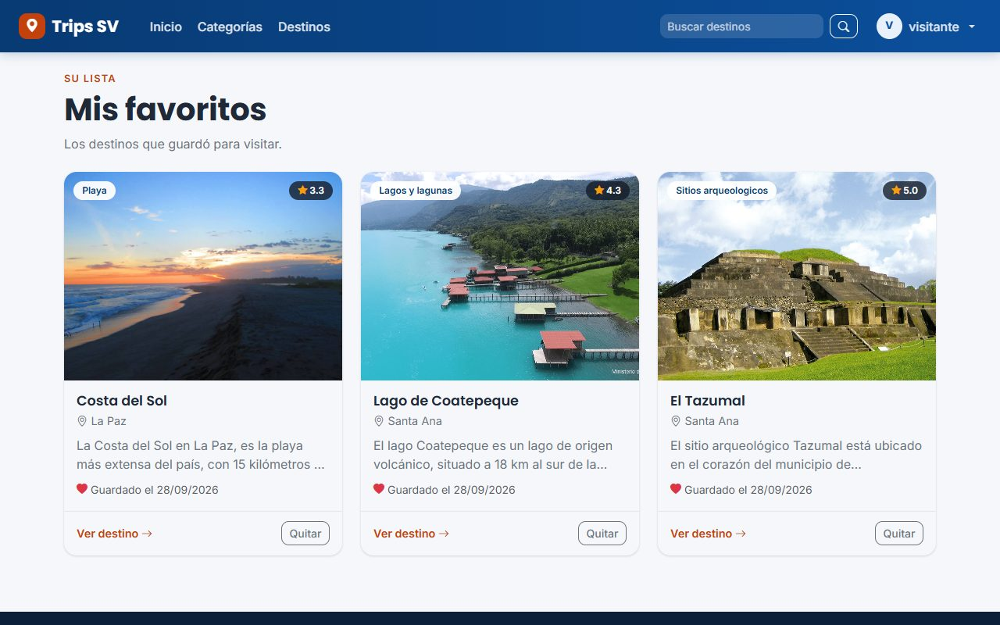 Trips SV
Inicio Categorías Destinos
Buscar destinos
V visitante
SU LISTA
Mis favoritos
Los destinos que guardó para visitar.
Playa 3.3
Lagos y lagunas 4.3
Sitios arqueologicos 5.0
Ministerio d
Costa del Sol
La Paz
La Costa del Sol en La Paz, es la playa
más extensa del país, con 15 kilómetros ...
Guardado el 28/09/2026
Ver destino → Quitar
Lago de Coatepeque
Santa Ana
El lago Coatepeque es un lago de origen
volcánico, situado a 18 km al sur de la...
Guardado el 28/09/2026
Ver destino → Quitar
El Tazumal
Santa Ana
El sitio arqueológico Tazumal está ubicado
en el corazón del municipio de...
Guardado el 28/09/2026
Ver destino → Quitar